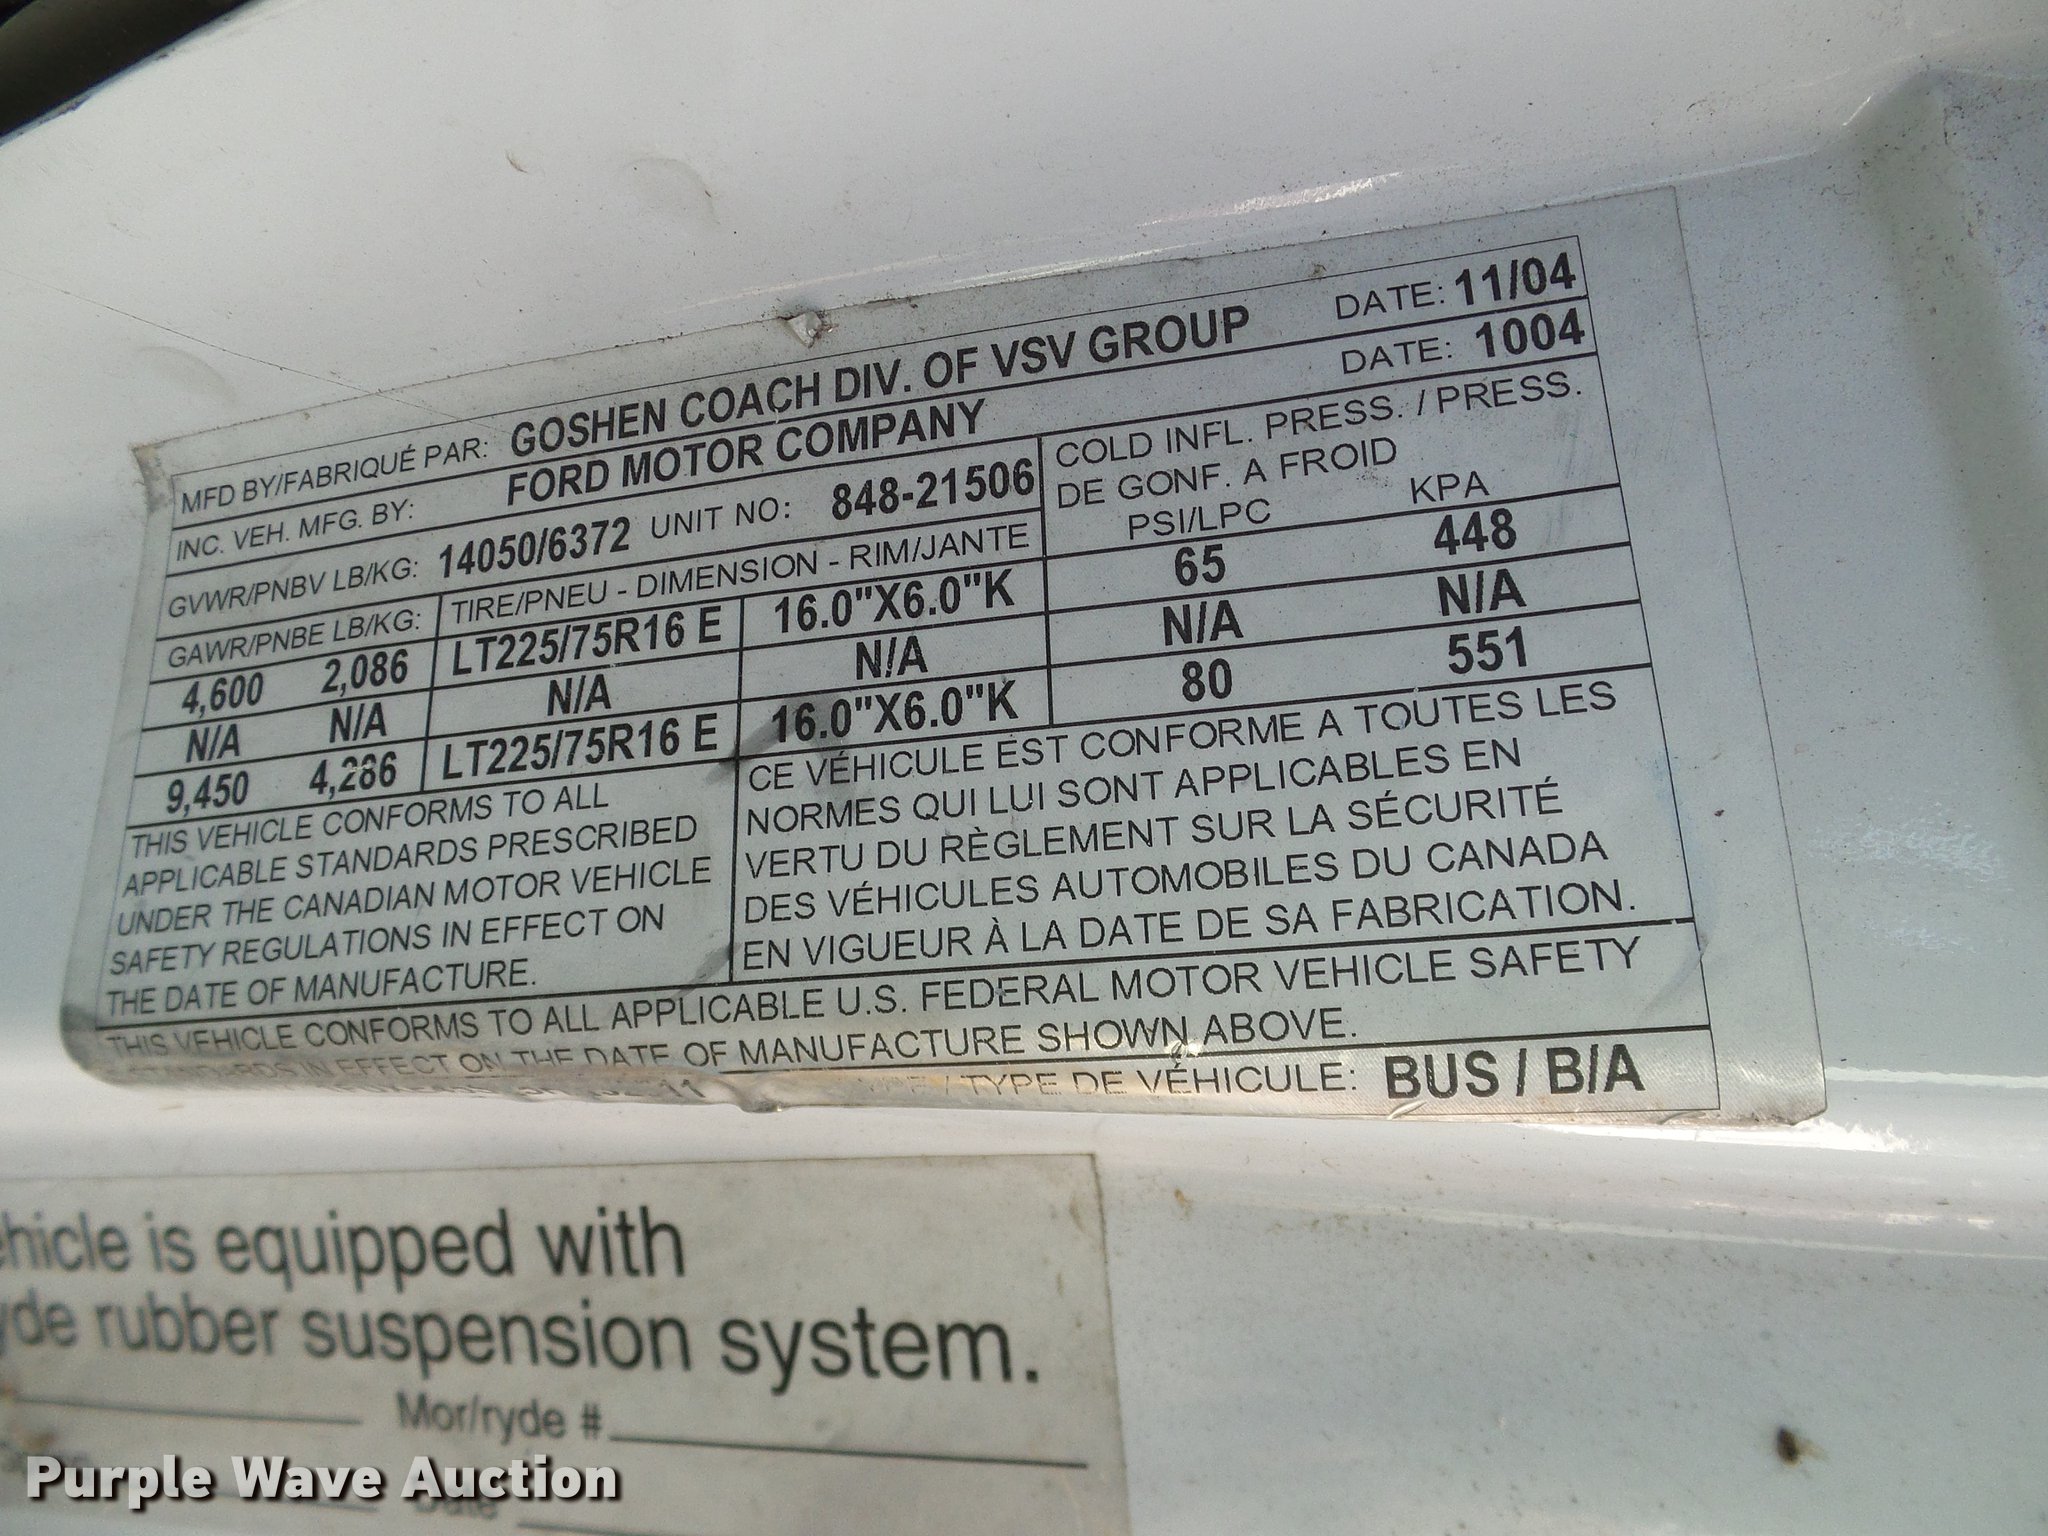 MFD BY/FABRIQUÉ PAR: GOSHEN COACH DIV. OF VSV GROUP DATE: 11/04
INC. VEH. MFG. BY: FORD MOTOR COMPANY DATE: 1004
GVWR/PNBV LB/KG: 14050/6372 UNIT NO: 848-21506
COLD INFL. PRESS. / PRESS.
DE GONF. A FROID
PSI/LPC KPA
GAWR/PNBE LB/KG: TIRE/PNEU - DIMENSION - RIM/JANTE
4,600 2,086 LT225/75R16 E 16.0"X6.0"K 65 448
N/A N/A N/A N/A N/A N/A
9,450 4,286 LT225/75R16 E 16.0"X6.0"K 80 551
THIS VEHICLE CONFORMS TO ALL
APPLICABLE STANDARDS PRESCRIBED
UNDER THE CANADIAN MOTOR VEHICLE
SAFETY REGULATIONS IN EFFECT ON
THE DATE OF MANUFACTURE.
CE VÉHICULE EST CONFORME A TOUTES LES
NORMES QUI LUI SONT APPLICABLES EN
VERTU DU RÈGLEMENT SUR LA SÉCURITÉ
DES VÉHICULES AUTOMOBILES DU CANADA
EN VIGUEUR À LA DATE DE SA FABRICATION.
THIS VEHICLE CONFORMS TO ALL APPLICABLE U.S. FEDERAL MOTOR VEHICLE SAFETY
STANDARDS IN EFFECT ON THE DATE OF MANUFACTURE SHOWN ABOVE.
/ TYPE DE VÉHICULE: BUS / B/A
is equipped with
rubber suspension system.
Mor/ryde #
Date
Purple Wave Auction